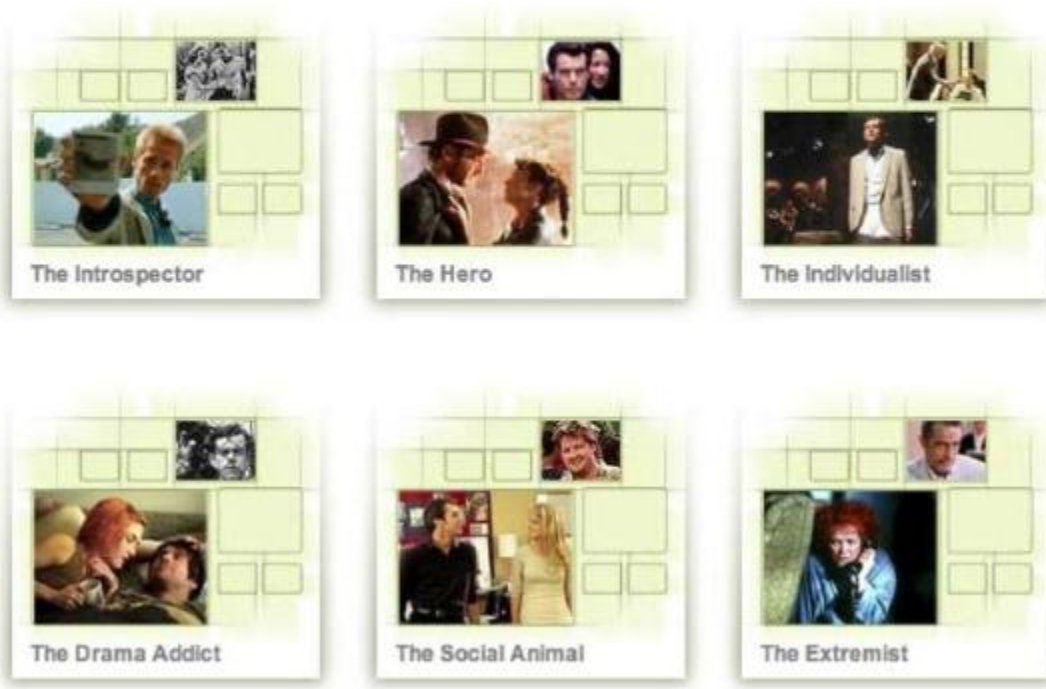 The Introspector
The Hero
The Individualist
The Drama Addict
The Social Animal
The Extremist